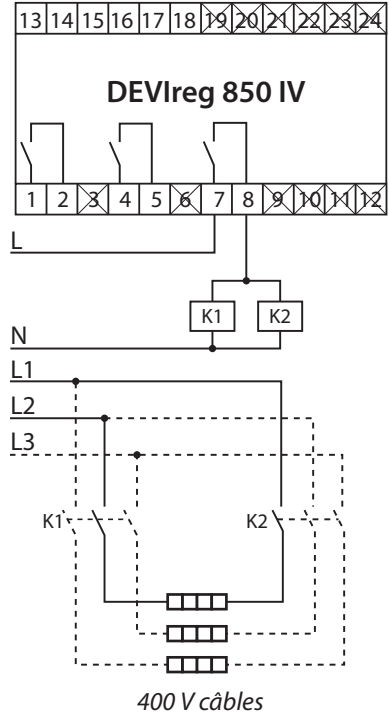 13 14 15 16 17 18 19 20 21 22 23 24
DEVIreg 850 IV
1 2 3 4 5 6 7 8 9 10 11 12
L
K1 K2
N
L1
L2
L3
K1 K2
400 V câbles